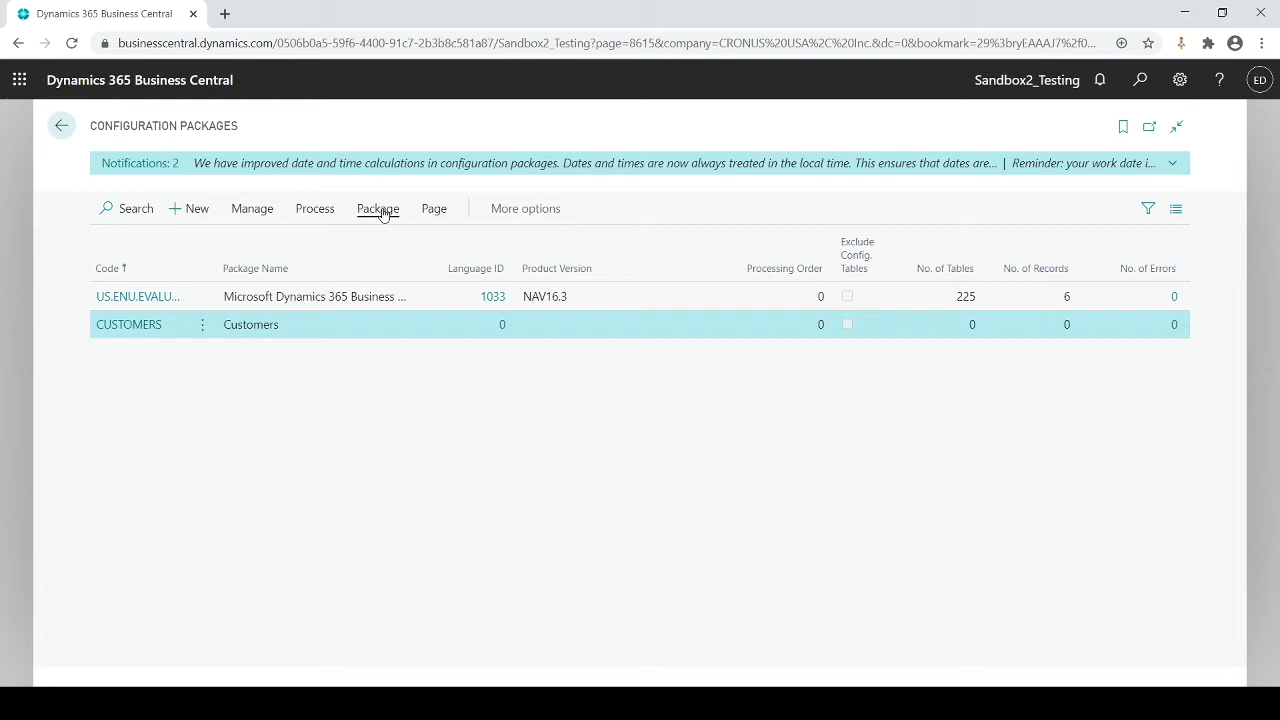 Dynamics 365 Business Central
businesscentral.dynamics.com/0506b0a5-59f6-4400-91c7-2b3b8c581a87/Sandbox2_Testing?page=8615&company=CRONUS%20USA%2C%20Inc.&dc=0&bookmark=29%3bryEAAAJ7%2f0...
Dynamics 365 Business Central
Sandbox2_Testing
ED
CONFIGURATION PACKAGES
Notifications: 2 We have improved date and time calculations in configuration packages. Dates and times are now always treated in the local time. This ensures that dates are... | Reminder: your work date i...
Search New Manage Process Package Page More options
Code Package Name Language ID Product Version Processing Order Exclude Config. Tables No. of Tables No. of Records No. of Errors
US.ENU.EVALU... Microsoft Dynamics 365 Business ... 1033 NAV16.3 0 225 6 0
CUSTOMERS Customers 0 0 0 0 0